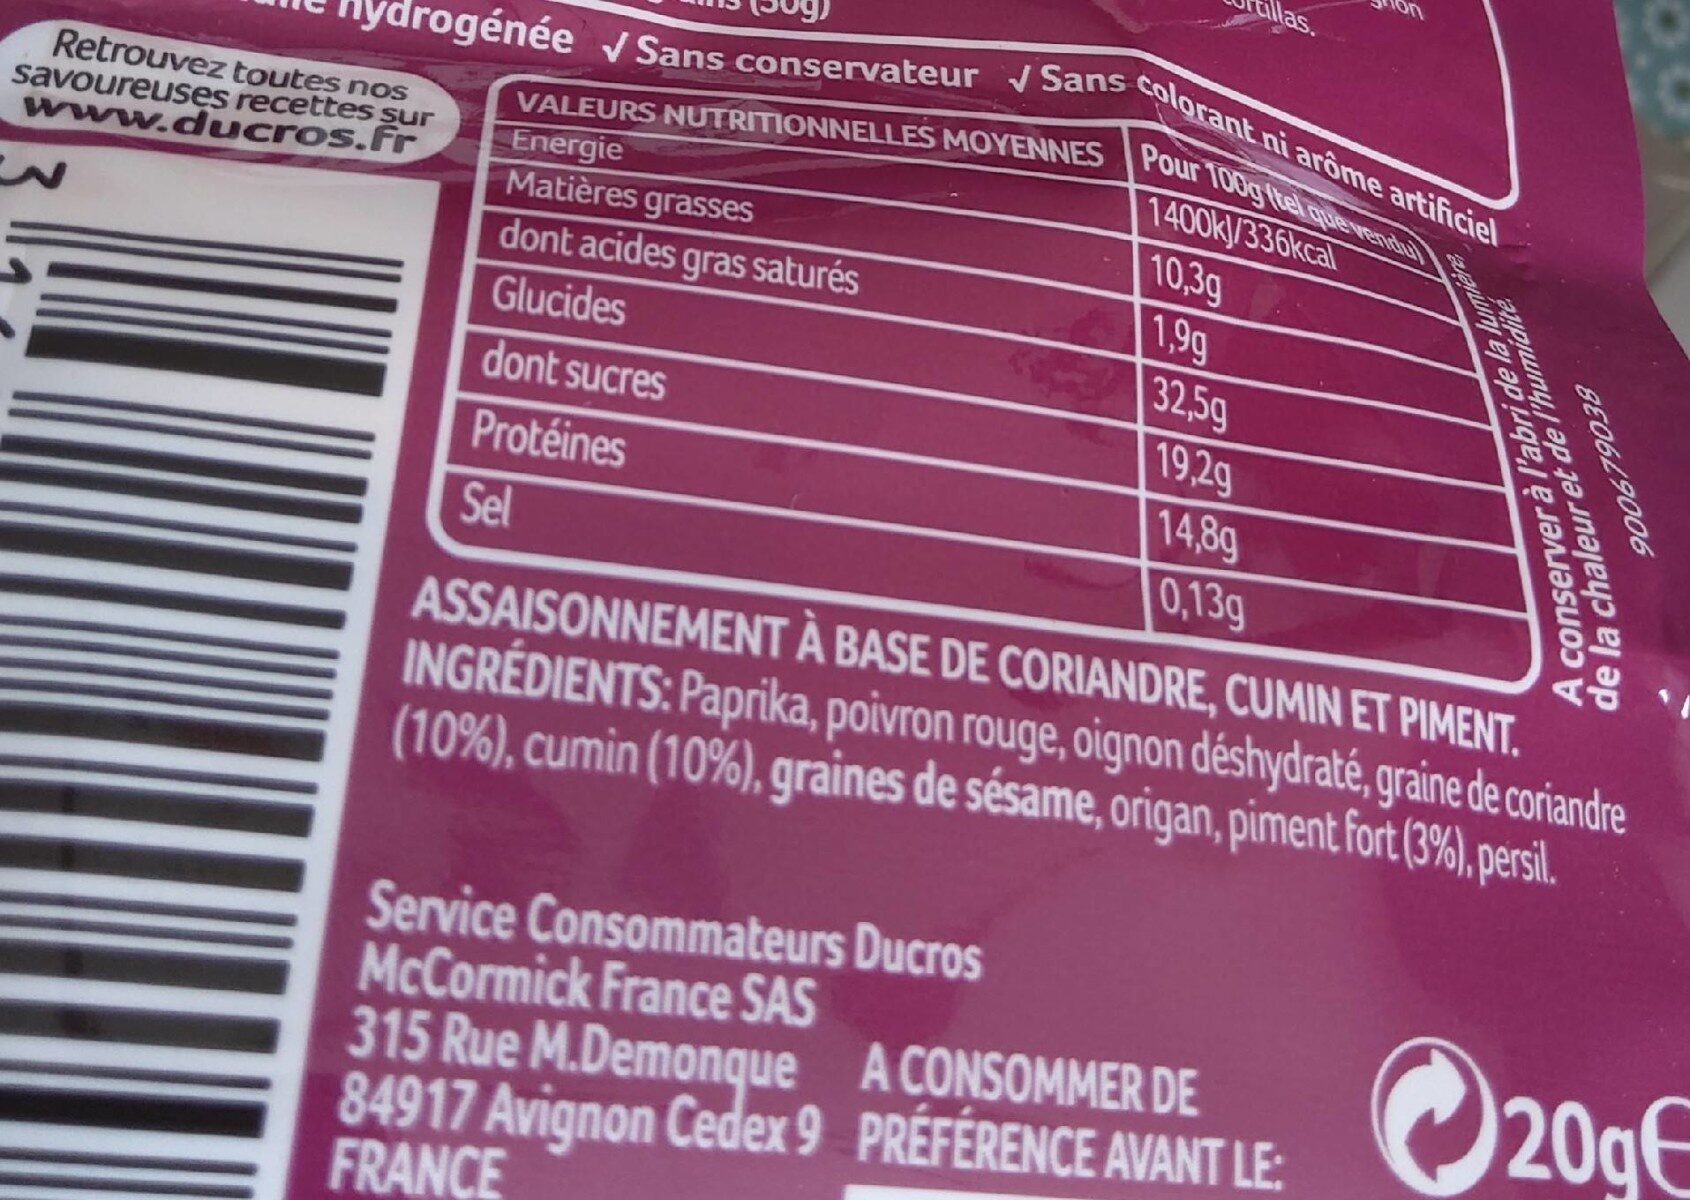 (50g)
hydrogénée ✓ Sans conservateur ✓ Sans colorant ni arôme artificiel
Retrouvez toutes nos
savoureuses recettes sur
www.ducros.fr
VALEURS NUTRITIONNELLES MOYENNES Pour 100g (tel que vendu)
Energie 1400kJ/336kcal
Matières grasses 10,3g
dont acides gras saturés 1,9g
Glucides 32,5g
dont sucres 19,2g
Protéines 14,8g
Sel 0,13g
A conserver à l'abri de la lumière,
de la chaleur et de l'humidité.
900679038
ASSAISONNEMENT À BASE DE CORIANDRE, CUMIN ET PIMENT.
INGRÉDIENTS: Paprika, poivron rouge, oignon déshydraté, graine de coriandre
(10%), cumin (10%), graines de sésame, origan, piment fort (3%), persil.
Service Consommateurs Ducros
McCormick France SAS
315 Rue M.Demonque
84917 Avignon Cedex 9
FRANCE
A CONSOMMER DE
PRÉFÉRENCE AVANT LE:
20g℮